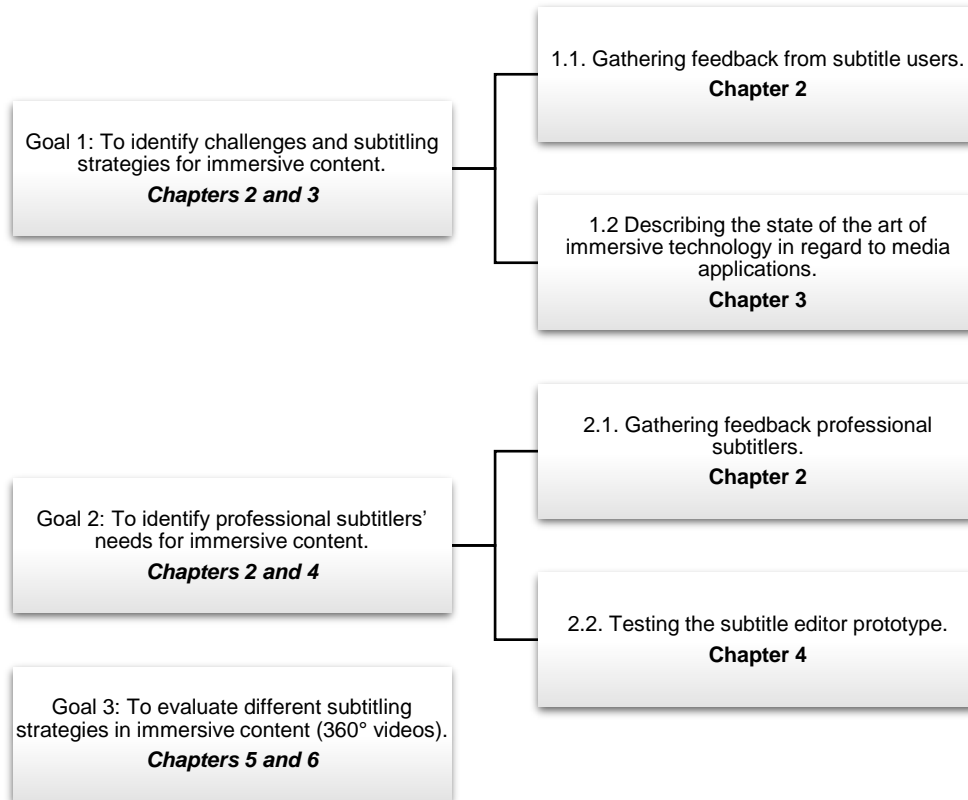 Goal 1: To identify challenges and subtitling
strategies for immersive content.
Chapters 2 and 3
1.1. Gathering feedback from subtitle users.
Chapter 2
1.2 Describing the state of the art of
immersive technology in regard to media
applications.
Chapter 3
Goal 2: To identify professional subtitlers’
needs for immersive content.
Chapters 2 and 4
2.1. Gathering feedback professional
subtitlers.
Chapter 2
2.2. Testing the subtitle editor prototype.
Chapter 4
Goal 3: To evaluate different subtitling
strategies in immersive content (360° videos).
Chapters 5 and 6